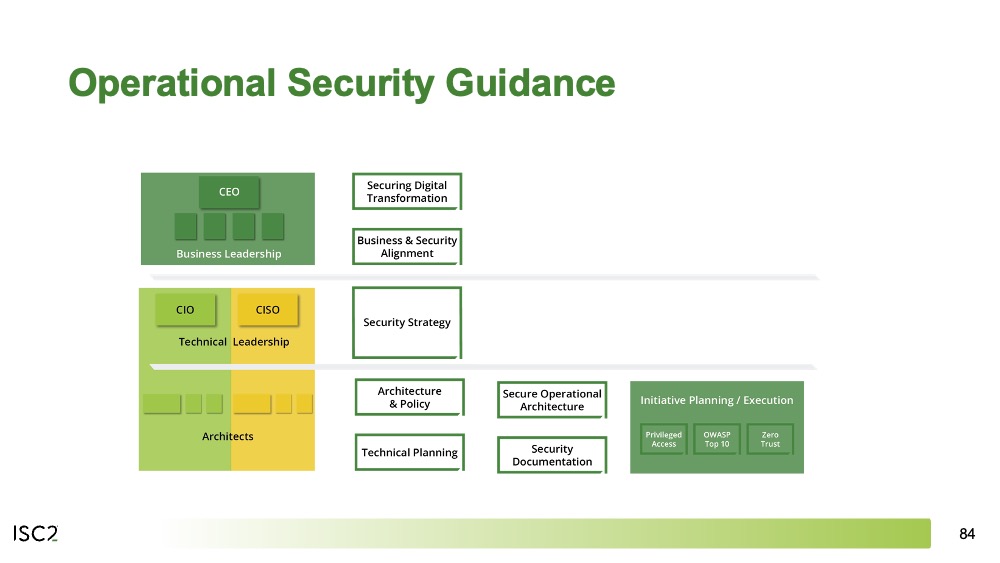 Operational Security Guidance
CEO
Business Leadership
Securing Digital
Transformation
Business & Security
Alignment
CIO
CISO
Technical Leadership
Security Strategy
Architects
Architecture
& Policy
Technical Planning
Secure Operational
Architecture
Security
Documentation
Initiative Planning / Execution
Privileged
Access
OWASP
Top 10
Zero
Trust
ISC2
84